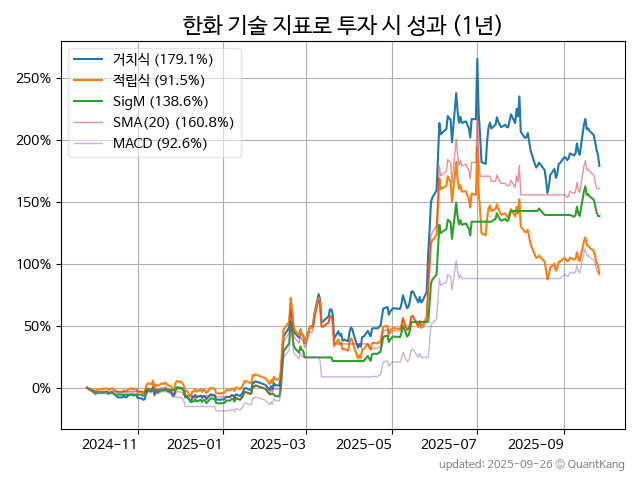 한화 기술 지표로 투자 시 성과 (1년)
거치식 (179.1%)
적립식 (91.5%)
SigM (138.6%)
SMA(20) (160.8%)
MACD (92.6%)
250%
200%
150%
100%
50%
0%
2024-11 2025-01 2025-03 2025-05 2025-07 2025-09
updated: 2025-09-26 © QuantKang